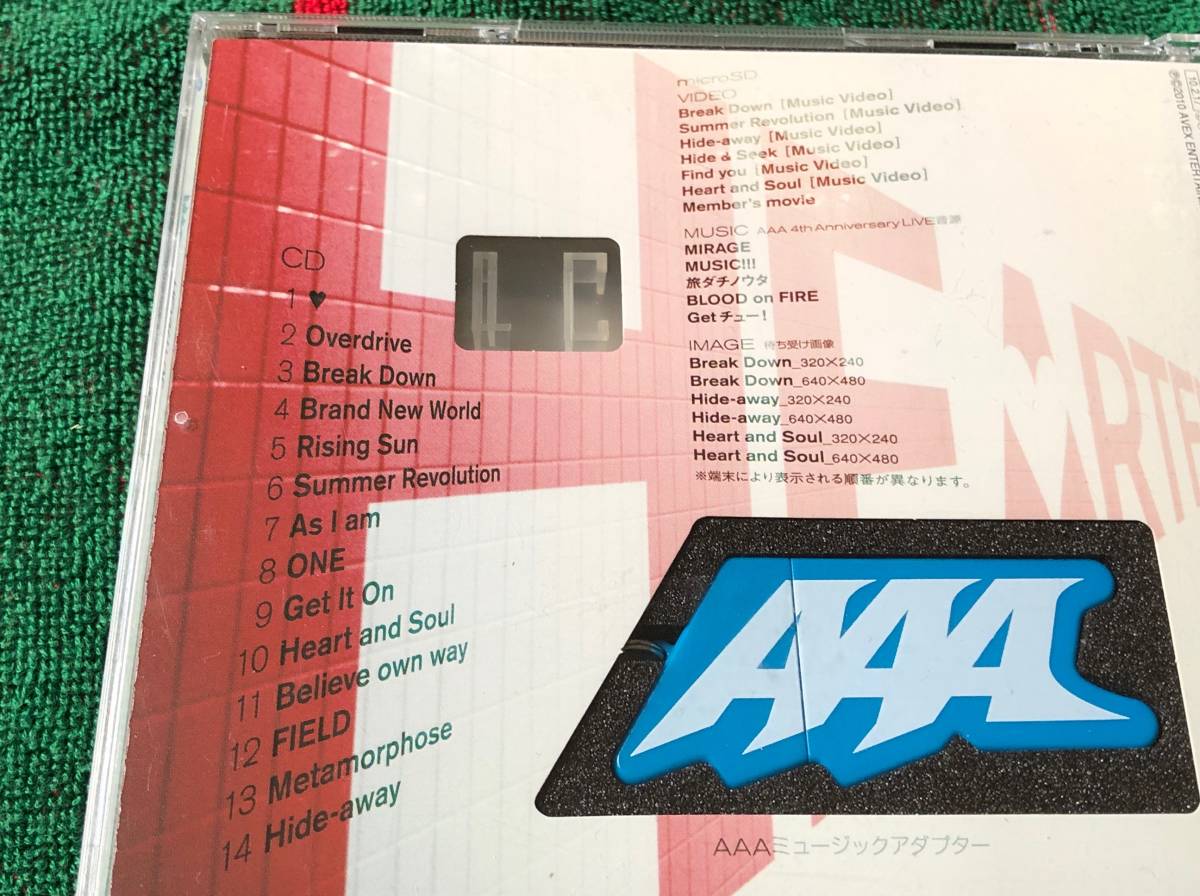 CD
1 ♥
2 Overdrive
3 Break Down
4 Brand New World
5 Rising Sun
6 Summer Revolution
7 As I am
8 ONE
9 Get It On
10 Heart and Soul
11 Believe own way
12 FIELD
13 Metamorphose
14 Hide-away
microSD
VIDEO
Break Down [Music Video]
Summer Revolution [Music Video]
Hide-away [Music Video]
Hide & Seek [Music Video]
Find you [Music Video]
Heart and Soul [Music Video]
Member's movie
MUSIC AAA 4th Anniversary LIVE音源
MIRAGE
MUSIC!!!
旅ダチノウタ
BLOOD on FIRE
Getチュー!
IMAGE 待ち受け画像
Break Down_320×240
Break Down_640×480
Hide-away_320×240
Hide-away_640×480
Heart and Soul_320×240
Heart and Soul_640×480
※端末により表示される順番が異なります。
AAA
AAAミュージックアダプター
HEARTF
℗©2010 AVEX ENTERTAI